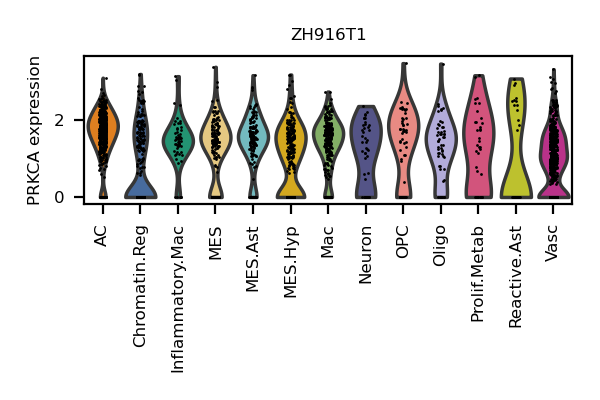 ZH916T1
PRKCA expression
2
0
AC
Chromatin.Reg
Inflammatory.Mac
MES
MES.Ast
MES.Hyp
Mac
Neuron
OPC
Oligo
Prolif.Metab
Reactive.Ast
Vasc